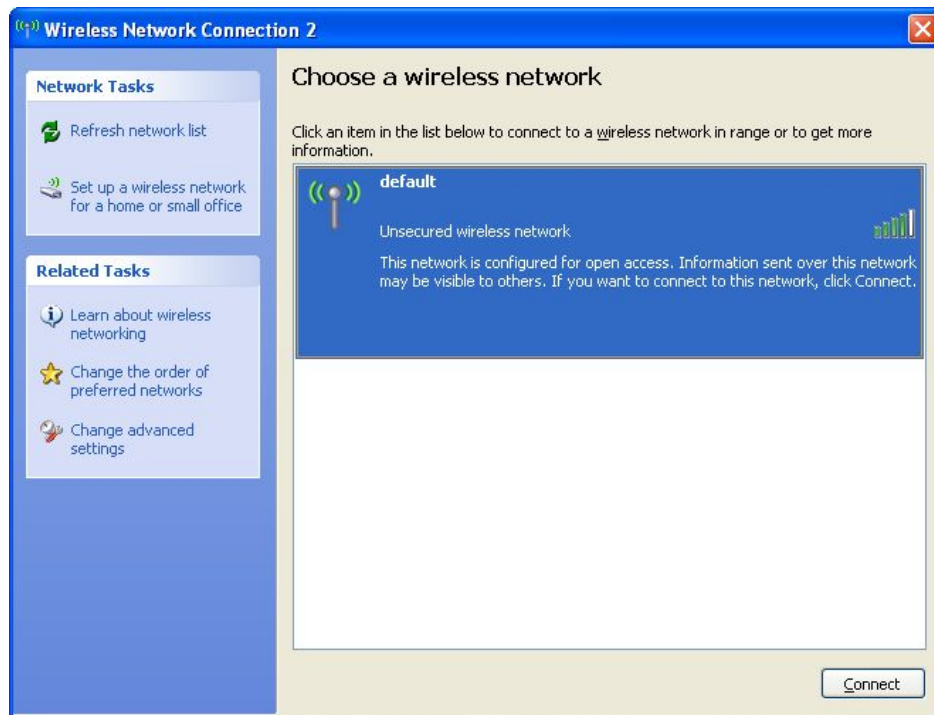 Wireless Network Connection 2
Network Tasks
Refresh network list
Set up a wireless network
for a home or small office
Related Tasks
Learn about wireless
networking
Change the order of
preferred networks
Change advanced
settings
Choose a wireless network
Click an item in the list below to connect to a wireless network in range or to get more
information.
default
Unsecured wireless network
This network is configured for open access. Information sent over this network
may be visible to others. If you want to connect to this network, click Connect.
Connect